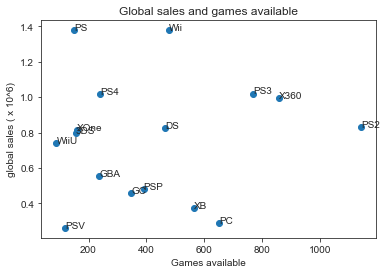 Global sales and games available
global sales ( x 10^6)
1.4
1.2
1.0
0.8
0.6
0.4
PS
Wii
PS4
PS3
X360
XOne
3DS
DS
PS2
WiiU
GBA
GC
PSP
XB
PC
PSV
200
400
600
800
1000
Games available